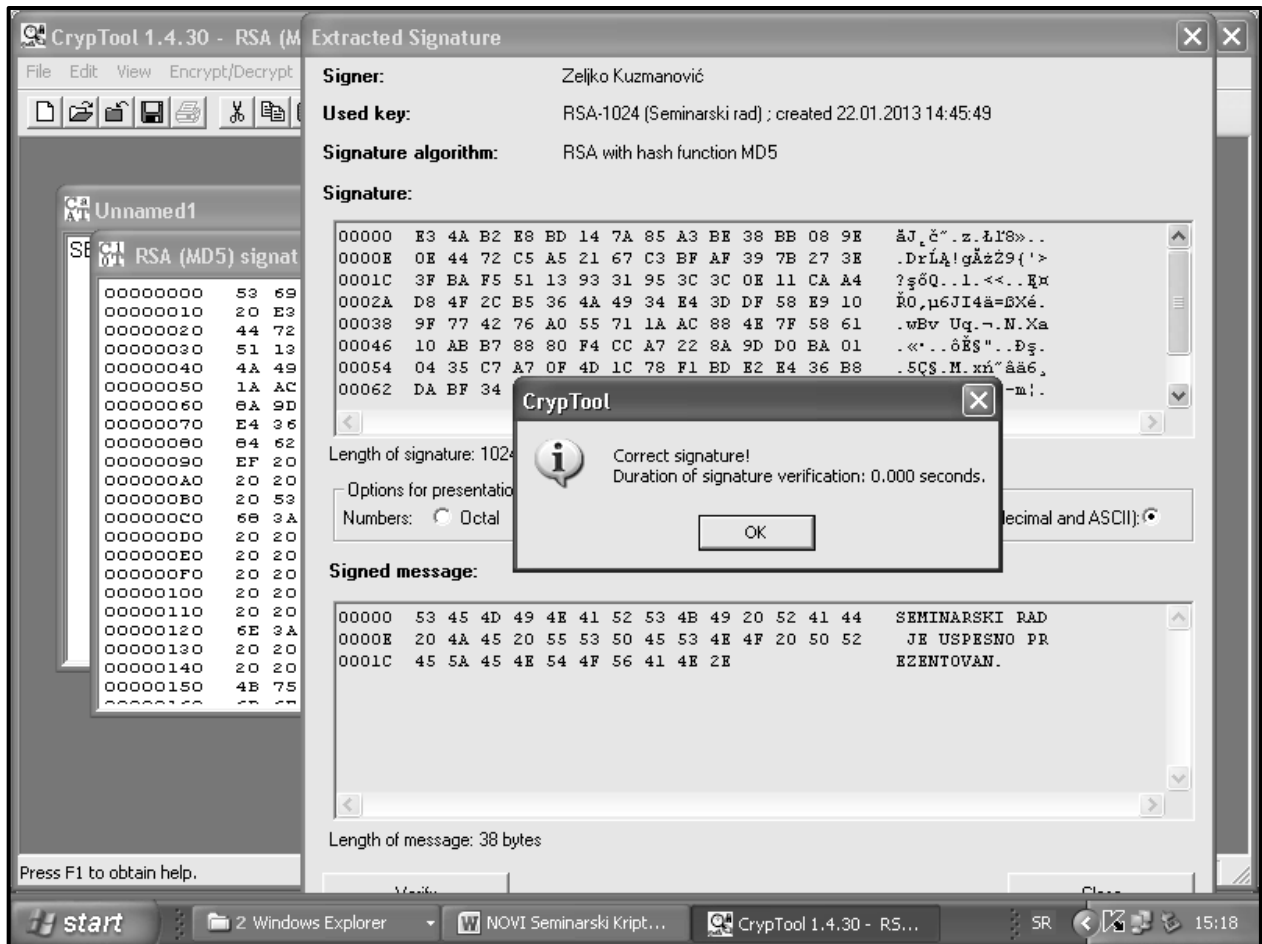 CrypTool 1.4.30 - RSA (M
Extracted Signature
File Edit View Encrypt/Decrypt
Signer: Zeljko Kuzmanović
Used key: RSA-1024 (Seminarski rad) ; created 22.01.2013 14:45:49
Signature algorithm: RSA with hash function MD5
Signature:
Unnamed1
SE
RSA (MD5) signat
00000000 53 69
00000010 20 E3
00000020 44 72
00000030 51 13
00000040 4A 49
00000050 1A AC
00000060 8A 9D
00000070 E4 36
00000080 84 62
00000090 EF 20
000000A0 20 20
000000B0 20 53
000000C0 68 3A
000000D0 20 20
000000E0 20 20
000000F0 20 20
00000100 20 20
00000110 20 20
00000120 6E 3A
00000130 20 20
00000140 20 20
00000150 4B 75
00000 E3 4A B2 E8 BD 14 7A 85 A3 BE 38 BB 08 9E
0000E 0E 44 72 C5 A5 21 67 C3 BF AF 39 7B 27 3E
0001C 3F BA F5 51 13 93 31 95 3C 3C 0E 11 CA A4
0002A D8 4F 2C B5 36 4A 49 34 E4 3D DF 58 E9 10
00038 9F 77 42 76 A0 55 71 1A AC 88 4E 7F 58 61
00046 10 AB B7 88 80 F4 CC A7 22 8A 9D D0 BA 01
00054 04 35 C7 A7 0F 4D 1C 78 F1 BD E2 E4 36 B8
00062 DA BF 34
Length of signature: 1024
Options for presentatio
Numbers: Octal
ecimal and ASCII):
CrypTool
Correct signature!
Duration of signature verification: 0.000 seconds.
OK
Signed message:
00000 53 45 4D 49 4E 41 52 53 4B 49 20 52 41 44 SEMINARSKI RAD
0000E 20 4A 45 20 55 53 50 45 53 4E 4F 20 50 52 JE USPESNO PR
0001C 45 5A 45 4E 54 4F 56 41 4E 2E EZENTOVAN.
Length of message: 38 bytes
Press F1 to obtain help.
start
2 Windows Explorer
NOVI Seminarski Kript...
CrypTool 1.4.30 - RS...
SR
15:18